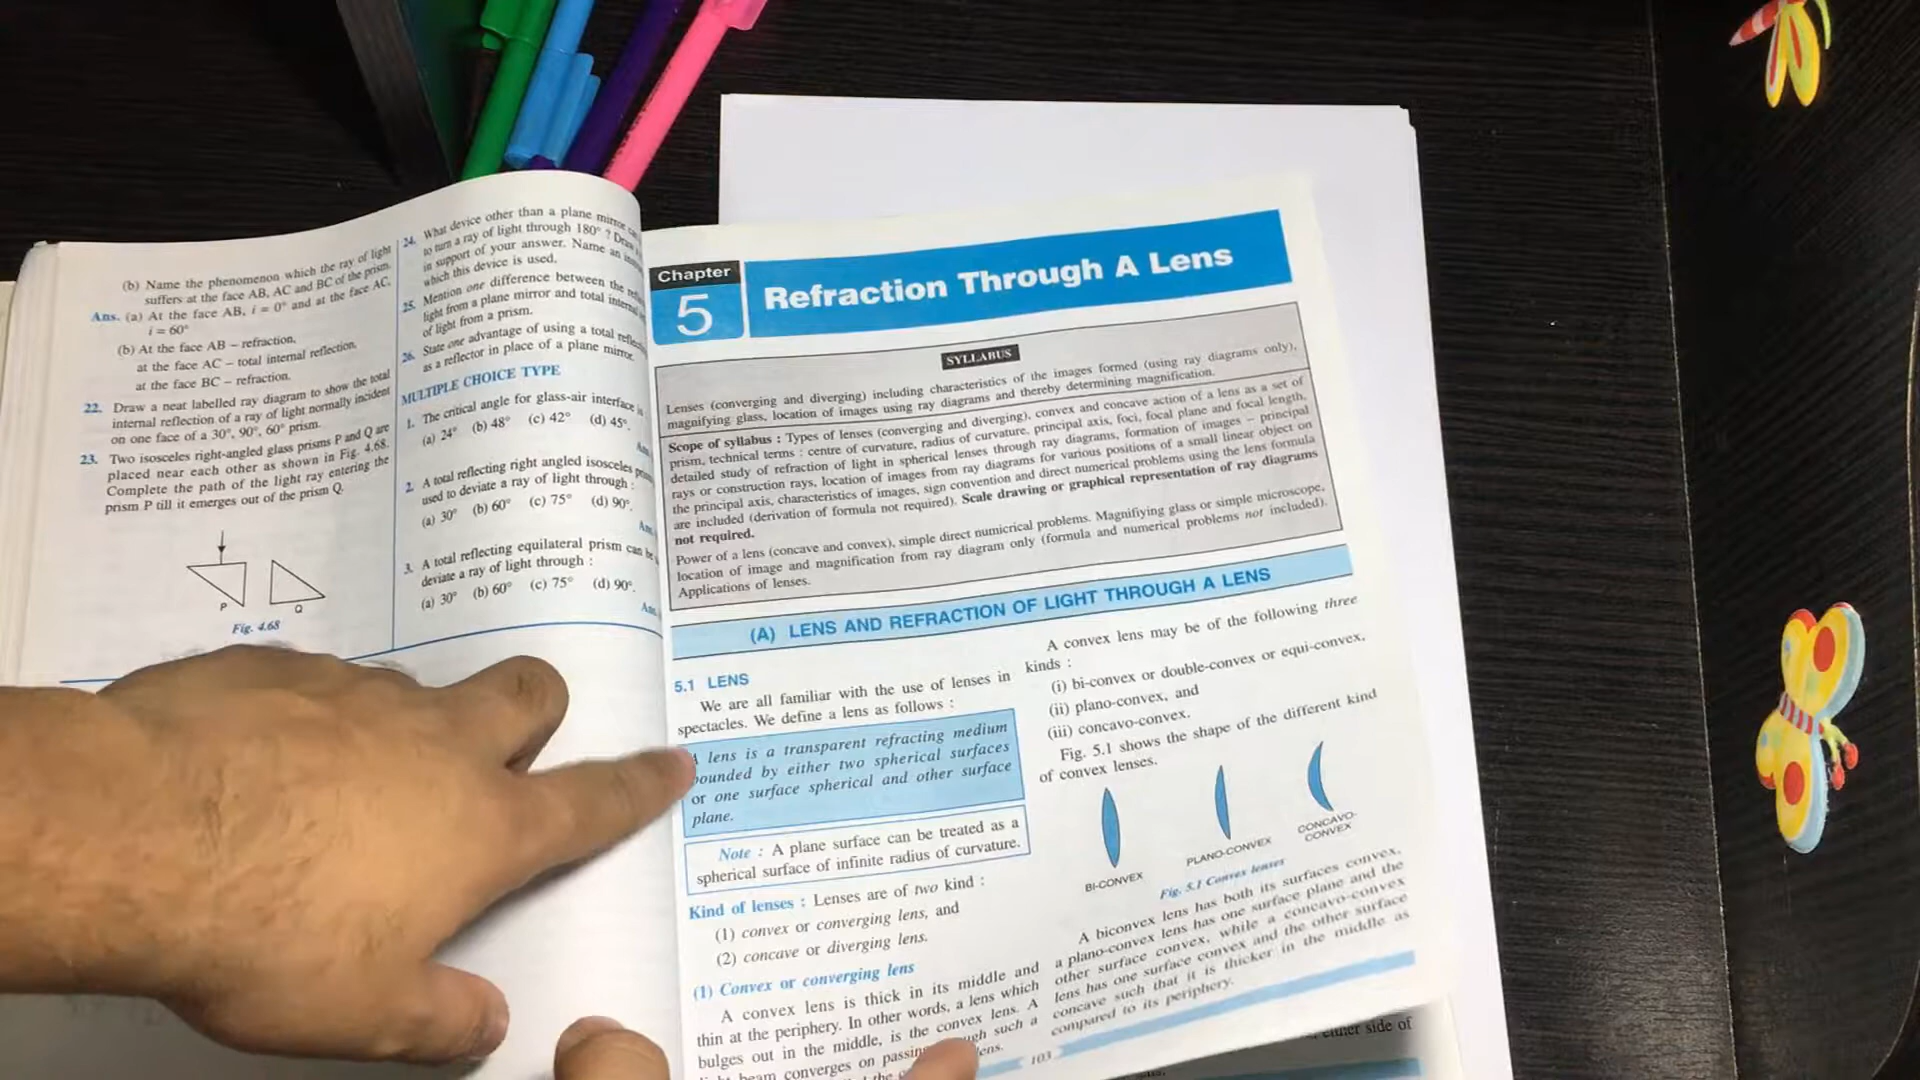 (b) Name the phenomenon which the ray of light
suffers at the face AB, AC and BC of the prism.
Ans. (a) At the face AB, i = 0° and at the face AC,
i = 60°
(b) At the face AB – refraction,
at the face AC – total internal reflection,
at the face BC – refraction.
22. Draw a neat labelled ray diagram to show the total
internal reflection of a ray of light normally incident
on one face of a 30°, 90°, 60° prism.
23. Two isosceles right-angled glass prisms P and Q are
placed near each other as shown in Fig. 4.68.
Complete the path of the light ray entering the
prism P till it emerges out of the prism Q.
P
Q
Fig. 4.68
24. What device other than a plane mirror
to turn a ray of light through 180° ?
in support of your answer. Name an
which this device is used.
25. Mention one difference between the
light from a plane mirror and total
of light from a prism.
26. State one advantage of using a total
as a reflector in place of a plane mirror.
MULTIPLE CHOICE TYPE
1. The critical angle for glass-air interface
(a) 24° (b) 48° (c) 42° (d) 45°.
2. A total reflecting right angled isosceles
used to deviate a ray of light through :
(a) 30° (b) 60° (c) 75° (d) 90°.
3. A total reflecting equilateral prism can
deviate a ray of light through :
(a) 30° (b) 60° (c) 75° (d) 90°.
Chapter
5
Refraction Through A Lens
SYLLABUS
Lenses (converging and diverging) including characteristics of the images formed (using ray diagrams only),
magnifying glass, location of images using ray diagrams and thereby determining magnification.
Scope of syllabus : Types of lenses (converging and diverging), convex and concave action of a lens as a set of
prism, technical terms : centre of curvature, radius of curvature, principal axis, foci, focal plane and focal length,
detailed study of refraction of light in spherical lenses through ray diagrams, formation of images – principal
rays or construction rays, location of images from ray diagrams for various positions of a small linear object on
the principal axis, characteristics of images, sign convention and direct numerical problems using the lens formula
are included (derivation of formula not required). Scale drawing or graphical representation of ray diagrams
not required.
Power of a lens (concave and convex), simple direct numicrical problems. Magnifiying glass or simple microscope,
location of image and magnification from ray diagram only (formula and numerical problems not included).
Applications of lenses.
(A) LENS AND REFRACTION OF LIGHT THROUGH A LENS
5.1 LENS
We are all familiar with the use of lenses in
spectacles. We define a lens as follows :
lens is a transparent refracting medium
bounded by either two spherical surfaces
or one surface spherical and other surface
plane.
Note : A plane surface can be treated as a
spherical surface of infinite radius of curvature.
Kind of lenses : Lenses are of two kind :
(1) convex or converging lens, and
(2) concave or diverging lens.
(1) Convex or converging lens
A convex lens is thick in its middle and
thin at the periphery. In other words, a lens which
bulges out in the middle, is the convex lens. A
beam converges on passing such a
lens.
A convex lens may be of the following three
kinds :
(i) bi-convex or double-convex or equi-convex,
(ii) plano-convex, and
(iii) concavo-convex.
Fig. 5.1 shows the shape of the different kind
of convex lenses.
BI-CONVEX
PLANO-CONVEX
CONCAVO-
CONVEX
Fig. 5.1 Convex lenses
A biconvex lens has both its surfaces convex,
a plano-convex lens has one surface plane and the
other surface convex, while a concavo-convex
lens has one surface convex and the other surface
concave such that it is thicker in the middle as
compared to its periphery.
103
either side of